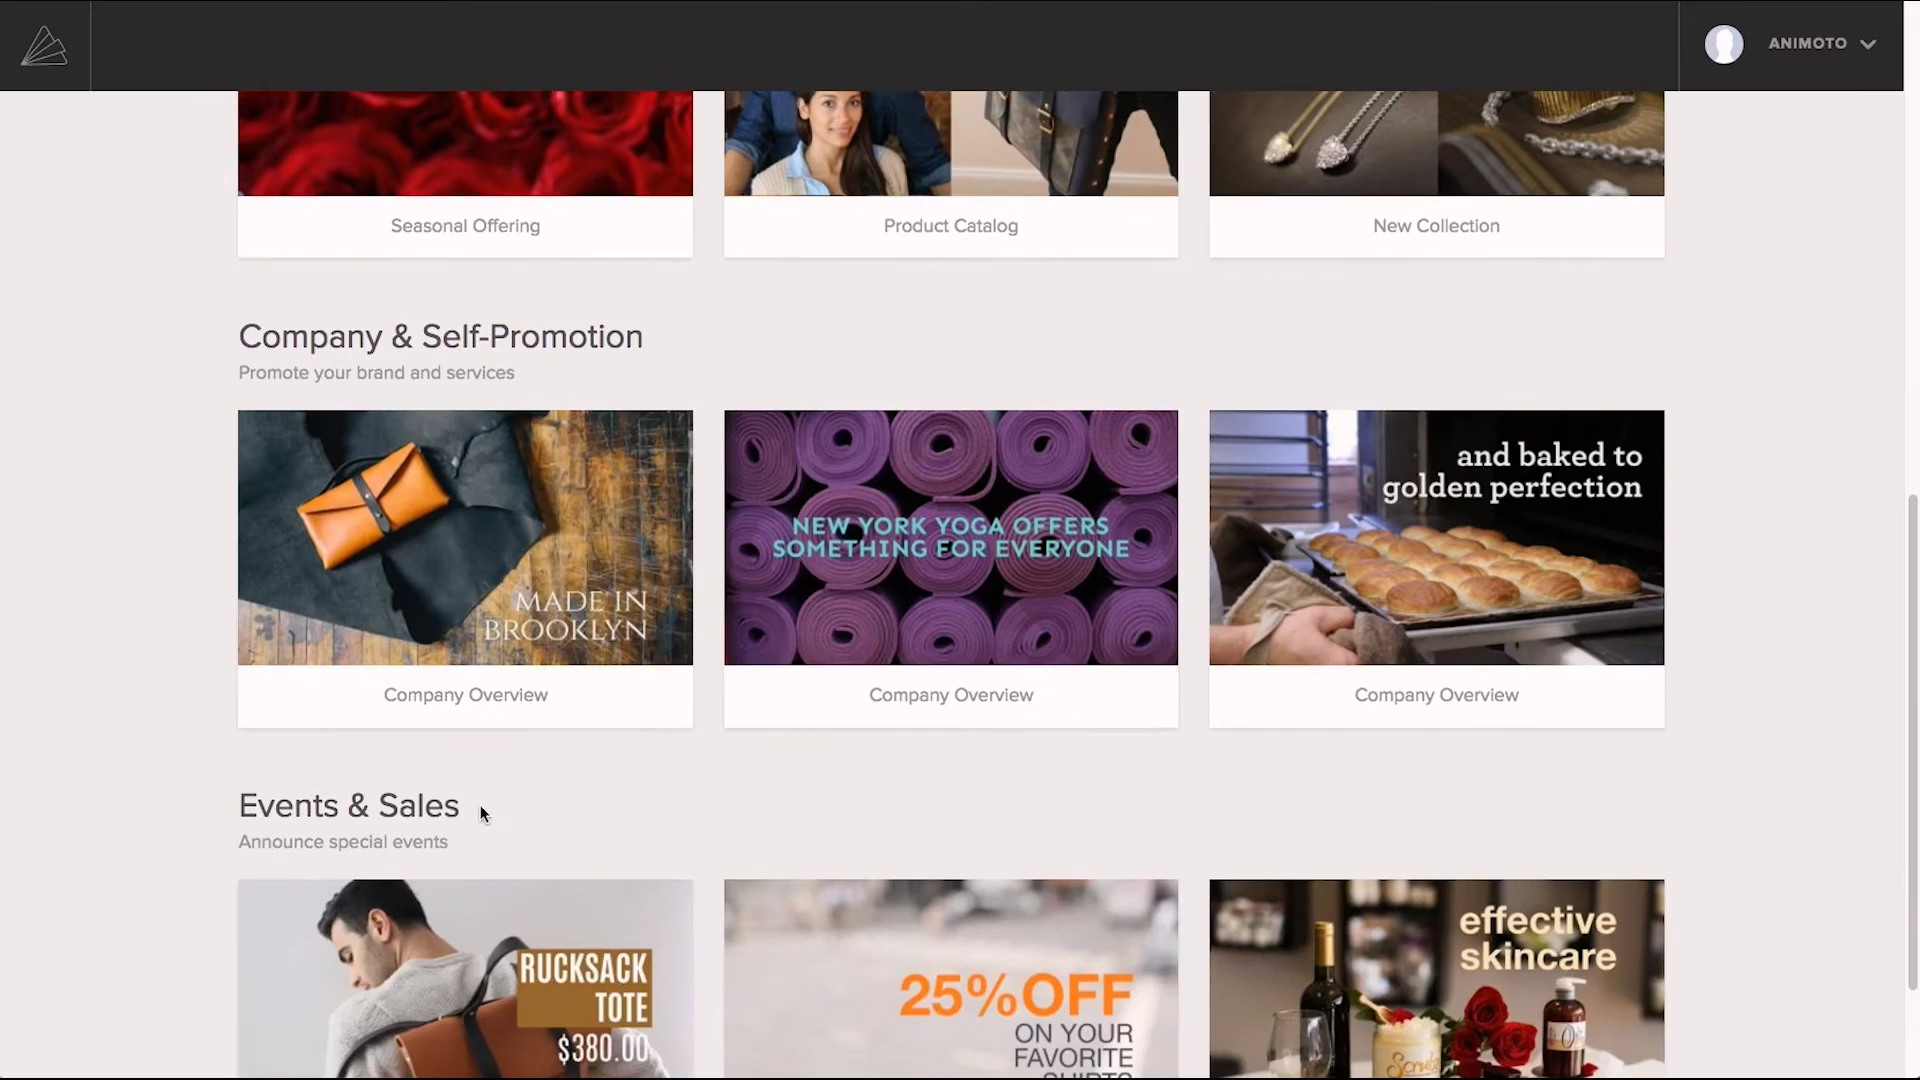 ANIMOTO
Seasonal Offering
Product Catalog
New Collection
Company & Self-Promotion
Promote your brand and services
MADE IN
BROOKLYN
NEW YORK YOGA OFFERS
SOMETHING FOR EVERYONE
and baked to
golden perfection
Company Overview
Company Overview
Company Overview
Events & Sales
Announce special events
RUCKSACK
TOTE
$380.00
25%OFF
ON YOUR
FAVORITE
SHIRTS
effective
skincare